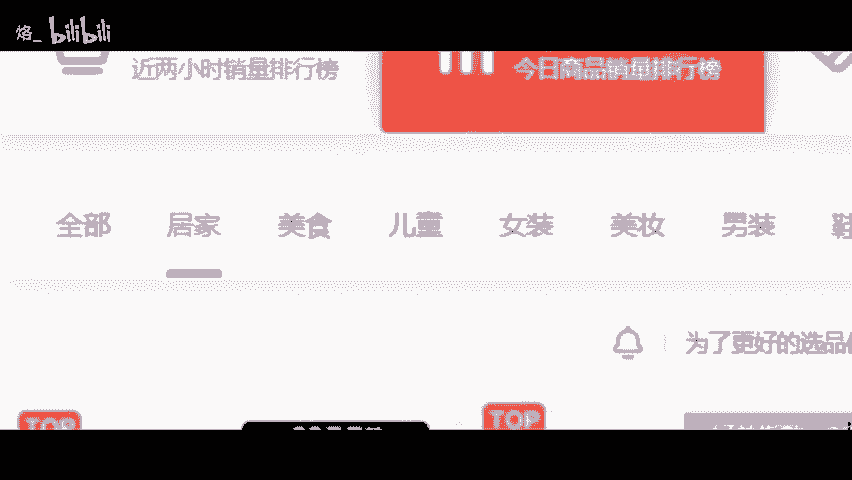 烙_ bilibili
近两小时销量排行榜 今日商品销量排行榜
全部 居家 美食 儿童 女装 美妆 男装 鞋
为了更好的选品
TOP TOP